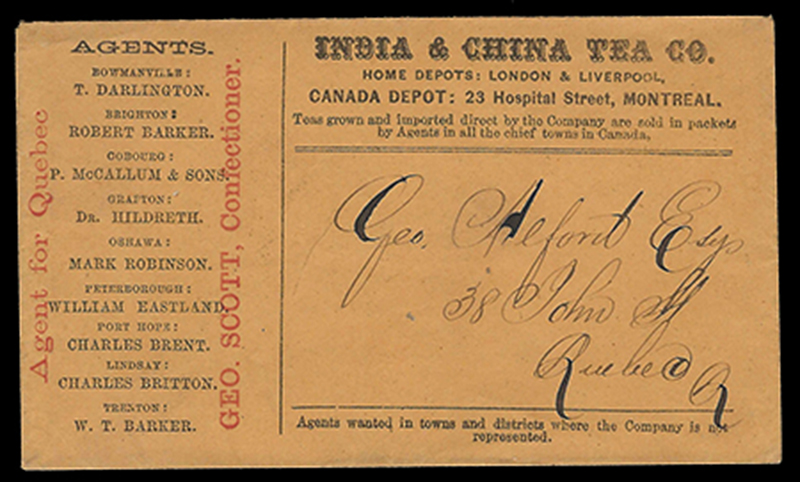 AGENTS.
BOWMANVILLE:
T. DARLINGTON.
BRIGHTON:
ROBERT BARKER.
COBOURG:
P. McCALLUM & SONS.
GRAFTON:
DR. HILDRETH.
OSHAWA:
MARK ROBINSON.
PETERBOROUGH:
WILLIAM EASTLAND.
PORT HOPE:
CHARLES BRENT.
LINDSAY:
CHARLES BRITTON.
TRENTON:
W. T. BARKER.
Agent for Quebec
GEO. SCOTT, Confectioner.
INDIA & CHINA TEA CO.
HOME DEPOTS: LONDON & LIVERPOOL,
CANADA DEPOT: 23 Hospital Street, MONTREAL.
Teas grown and imported direct by the Company are sold in packets
by Agents in all the chief towns in Canada.
Geo. Alford Esq
38 John St
Quebec
Agents wanted in towns and districts where the Company is not
represented.